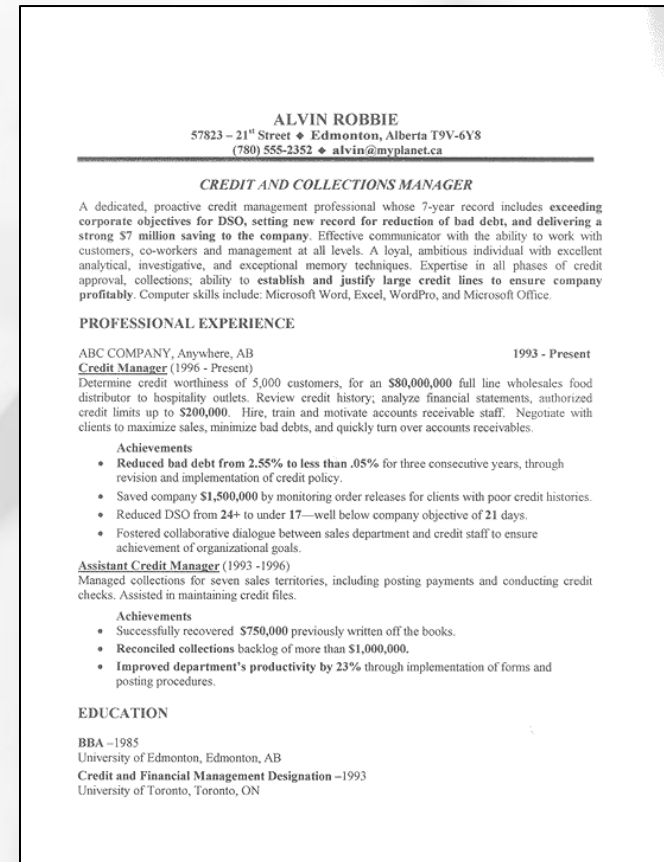 ALVIN ROBBIE
57823 – 21st Street ◆ Edmonton, Alberta T9V-6Y8
(780) 555-2352 ◆ alvin@myplanet.ca
CREDIT AND COLLECTIONS MANAGER
A dedicated, proactive credit management professional whose 7-year record includes exceeding
corporate objectives for DSO, setting new record for reduction of bad debt, and delivering a
strong $7 million saving to the company. Effective communicator with the ability to work with
customers, co-workers and management at all levels. A loyal, ambitious individual with excellent
analytical, investigative, and exceptional memory techniques. Expertise in all phases of credit
approval, collections; ability to establish and justify large credit lines to ensure company
profitably. Computer skills include: Microsoft Word, Excel, WordPro, and Microsoft Office.
PROFESSIONAL EXPERIENCE
ABC COMPANY, Anywhere, AB 1993 - Present
Credit Manager (1996 - Present)
Determine credit worthiness of 5,000 customers, for an $80,000,000 full line wholesales food
distributor to hospitality outlets. Review credit history; analyze financial statements, authorized
credit limits up to $200,000. Hire, train and motivate accounts receivable staff. Negotiate with
clients to maximize sales, minimize bad debts, and quickly turn over accounts receivables.
Achievements
• Reduced bad debt from 2.55% to less than .05% for three consecutive years, through
revision and implementation of credit policy.
• Saved company $1,500,000 by monitoring order releases for clients with poor credit histories.
• Reduced DSO from 24+ to under 17—well below company objective of 21 days.
• Fostered collaborative dialogue between sales department and credit staff to ensure
achievement of organizational goals.
Assistant Credit Manager (1993 -1996)
Managed collections for seven sales territories, including posting payments and conducting credit
checks. Assisted in maintaining credit files.
Achievements
• Successfully recovered $750,000 previously written off the books.
• Reconciled collections backlog of more than $1,000,000.
• Improved department's productivity by 23% through implementation of forms and
posting procedures.
EDUCATION
BBA –1985
University of Edmonton, Edmonton, AB
Credit and Financial Management Designation –1993
University of Toronto, Toronto, ON